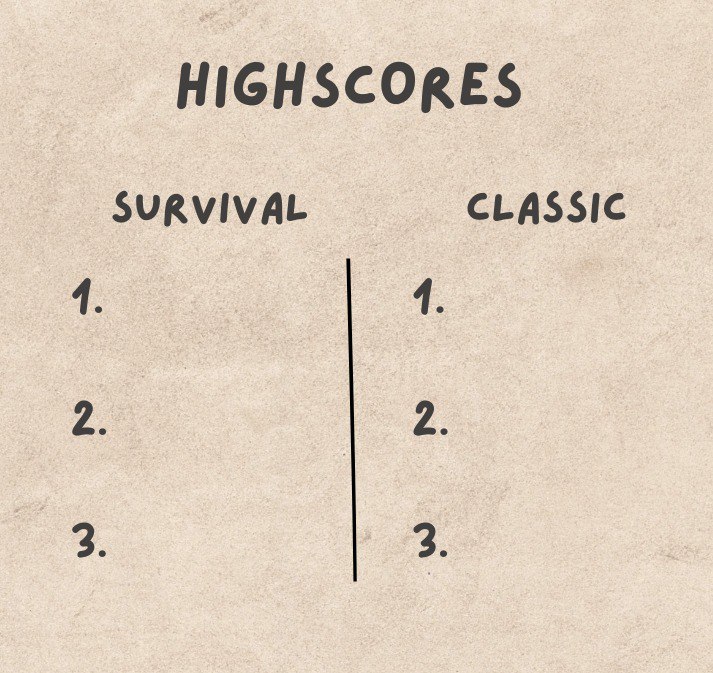 HIGHSCORES
SURVIVAL
1.
2.
3.
CLASSIC
1.
2.
3.